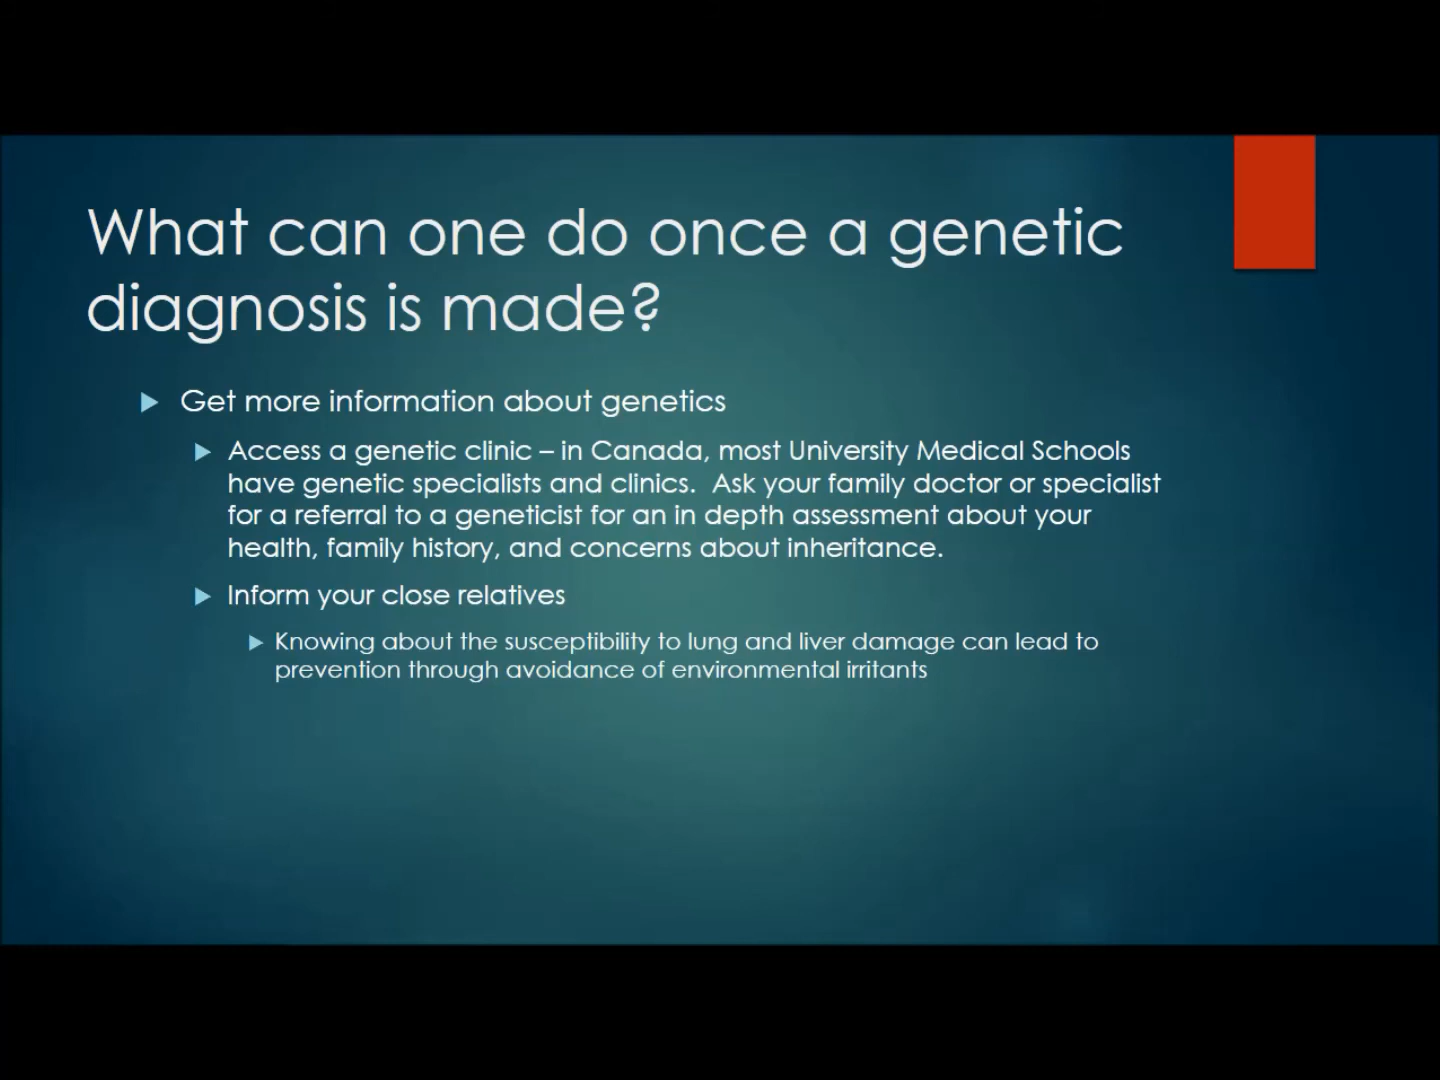 What can one do once a genetic
diagnosis is made?
Get more information about genetics
Access a genetic clinic – in Canada, most University Medical Schools
have genetic specialists and clinics.  Ask your family doctor or specialist
for a referral to a geneticist for an in depth assessment about your
health, family history, and concerns about inheritance.
Inform your close relatives
Knowing about the susceptibility to lung and liver damage can lead to
prevention through avoidance of environmental irritants